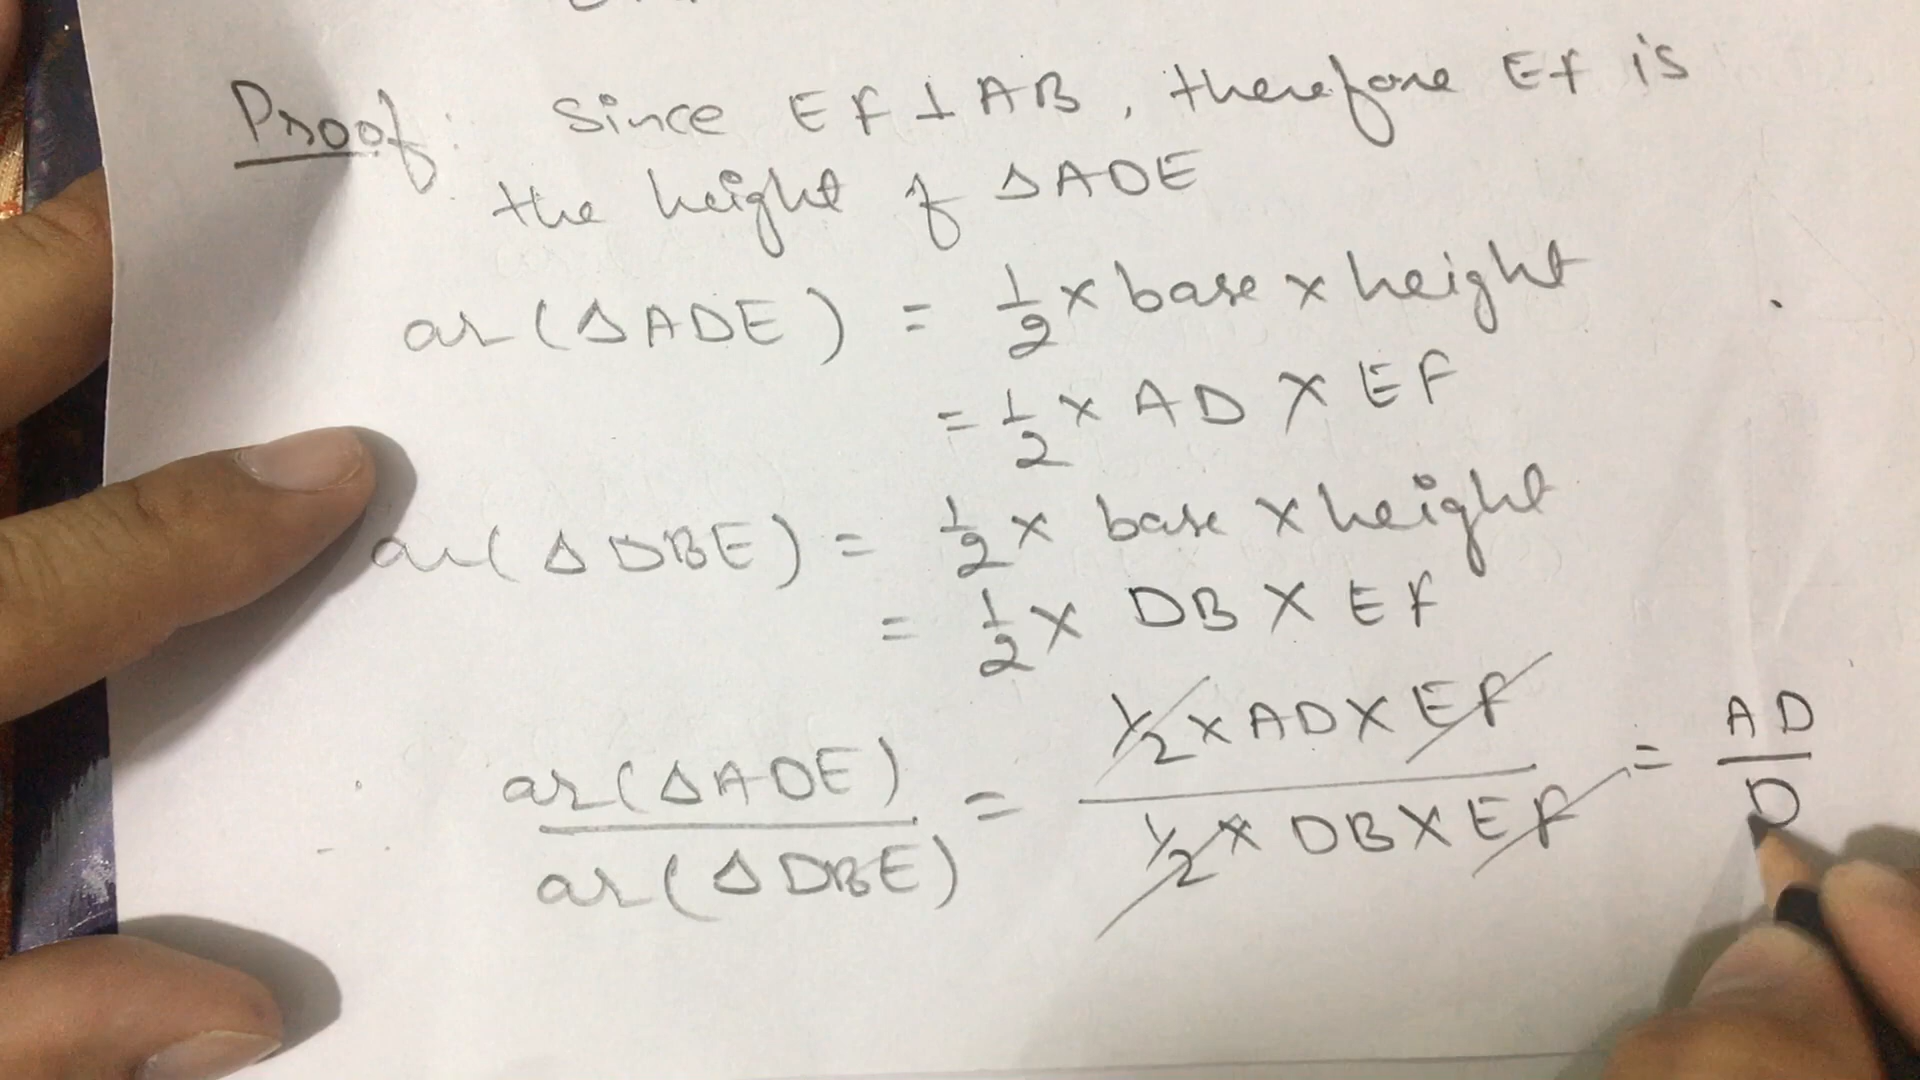 Proof: Since EF ⊥ AB, therefore EF is
the height of ΔADE
ar(ΔADE) = 1/2 × base × height
= 1/2 × AD × EF
ar(ΔDBE) = 1/2 × base × height
= 1/2 × DB × EF
ar(ΔADE)/ar(ΔDBE) = (1/2 × AD × EF)/(1/2 × DB × EF) = AD/D